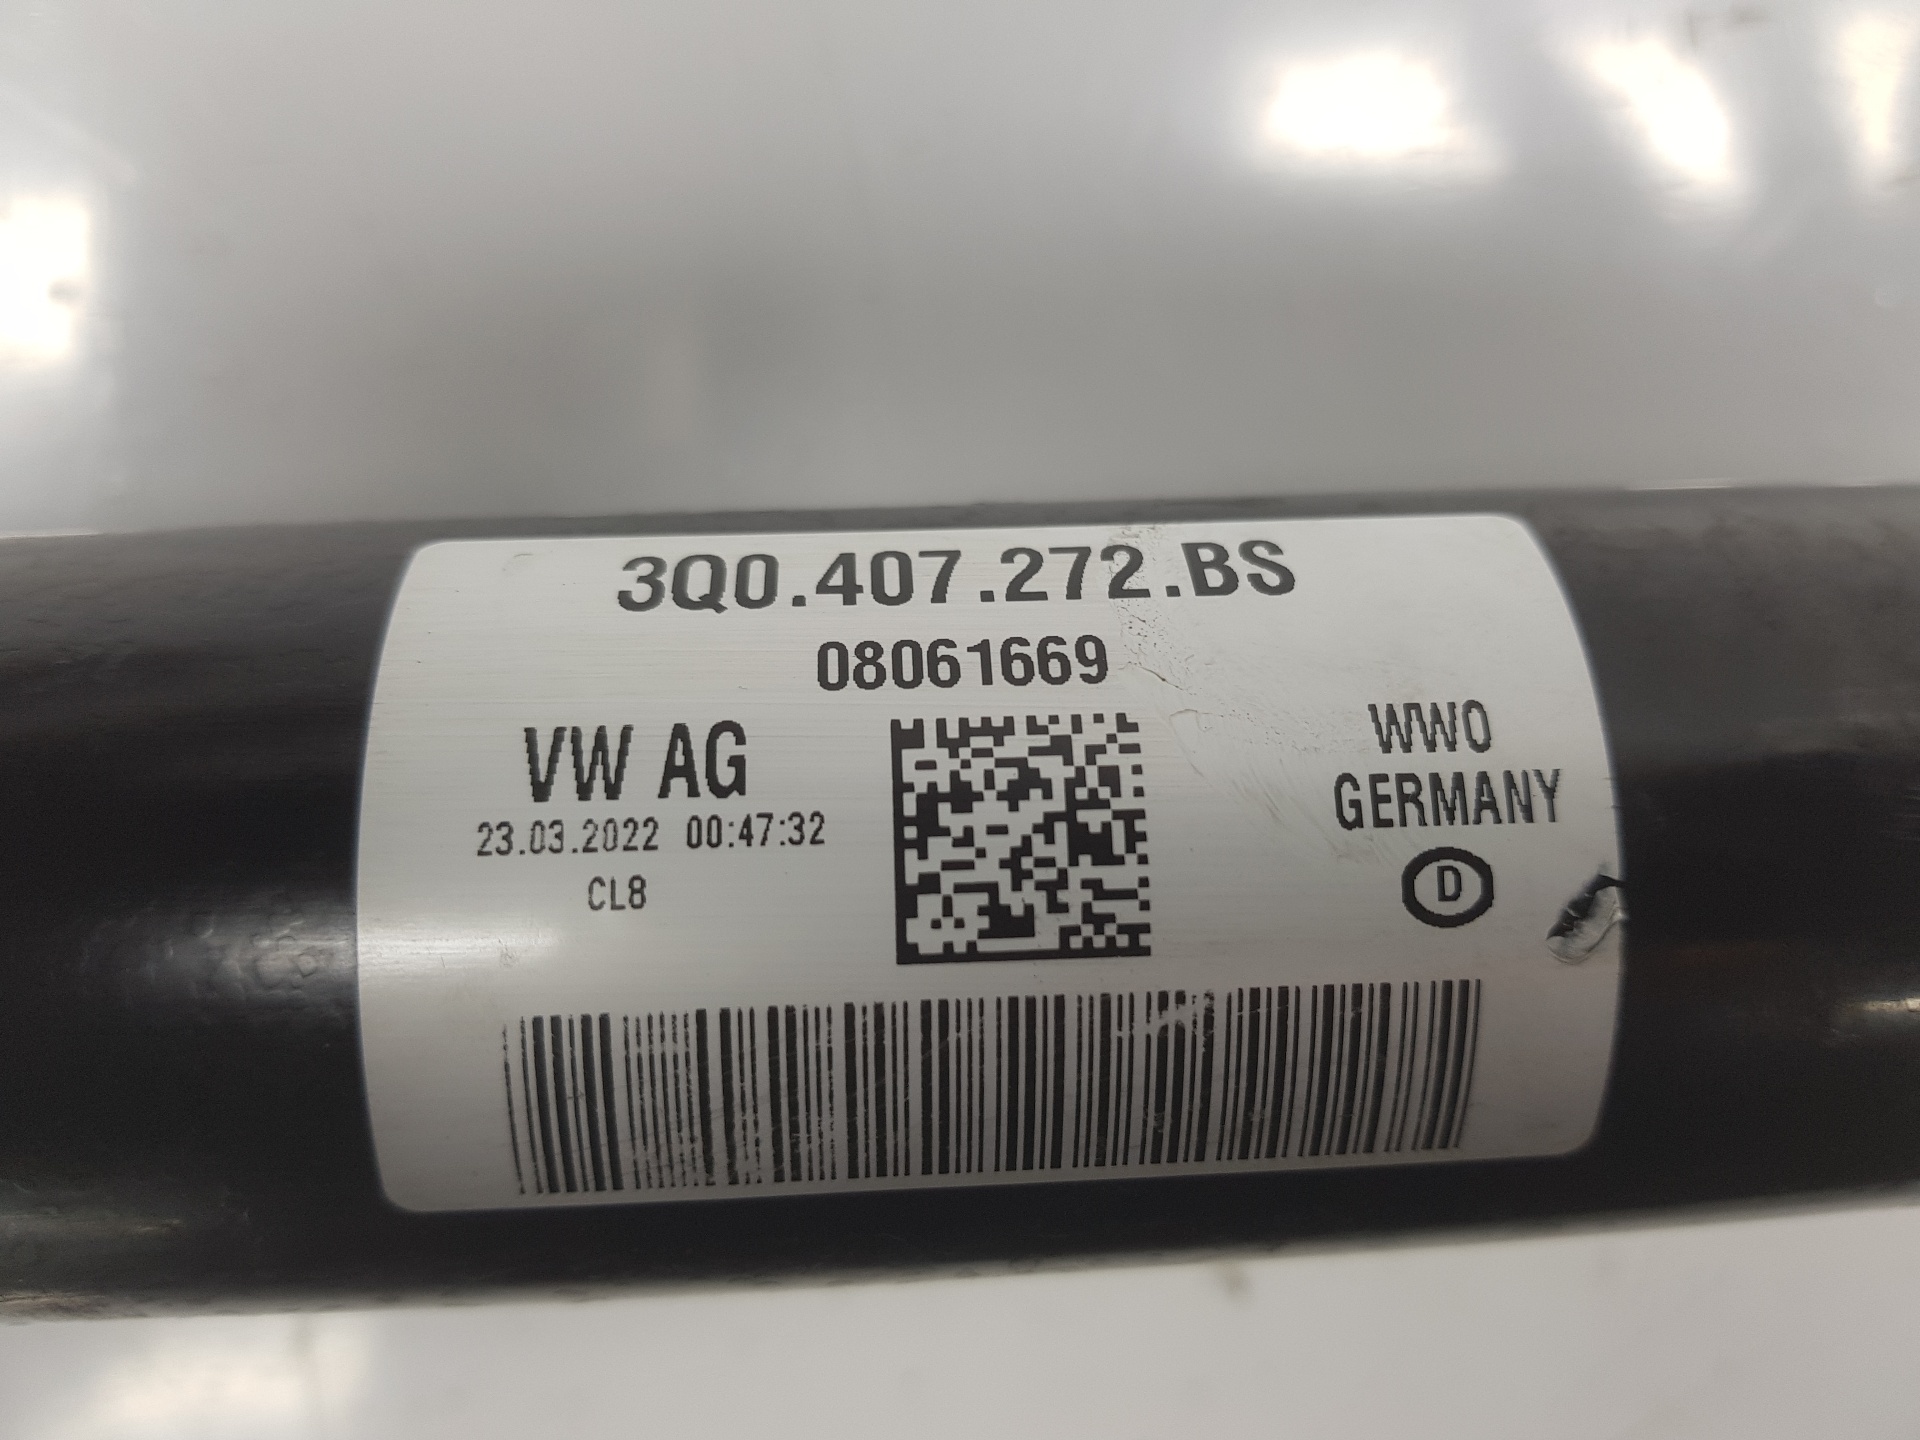 3Q0.407.272.BS
08061669
VW AG
23.03.2022 00:47:32
CL8
WWO
GERMANY
D